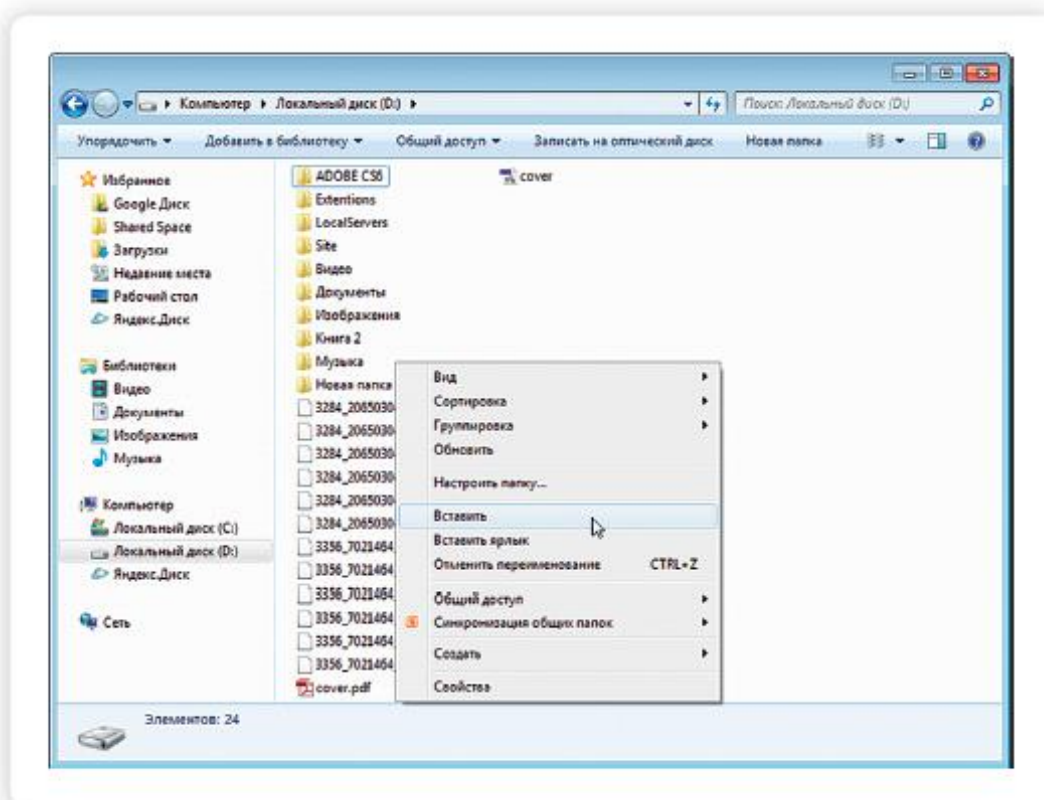 Компьютер ▸ Локальный диск (D:) ▸
Поиск: Локальный диск (D:)
Упорядочить ▾ Добавить в библиотеку ▾ Общий доступ ▾ Записать на оптический диск Новая папка
Избранное
Google Диск
Shared Space
Загрузки
Недавние места
Рабочий стол
Яндекс.Диск
Библиотеки
Видео
Документы
Изображения
Музыка
Компьютер
Локальный диск (C:)
Локальный диск (D:)
Яндекс.Диск
Сеть
ADOBE CS6
Extentions
LocalServers
Site
Видео
Документы
Изображения
Книга 2
Музыка
Новая папка
3284_2065030
3284_2065030
3284_2065030
3284_2065030
3284_2065030
3284_2065030
3356_7021464
3356_7021464
3356_7021464
3356_7021464
3356_7021464
3356_7021464
cover.pdf
cover
Вид
Сортировка
Группировка
Обновить
Настроить папку...
Вставить
Вставить ярлык
Отменить переименование CTRL+Z
Общий доступ
Синхронизация общих папок
Создать
Свойства
Элементов: 24